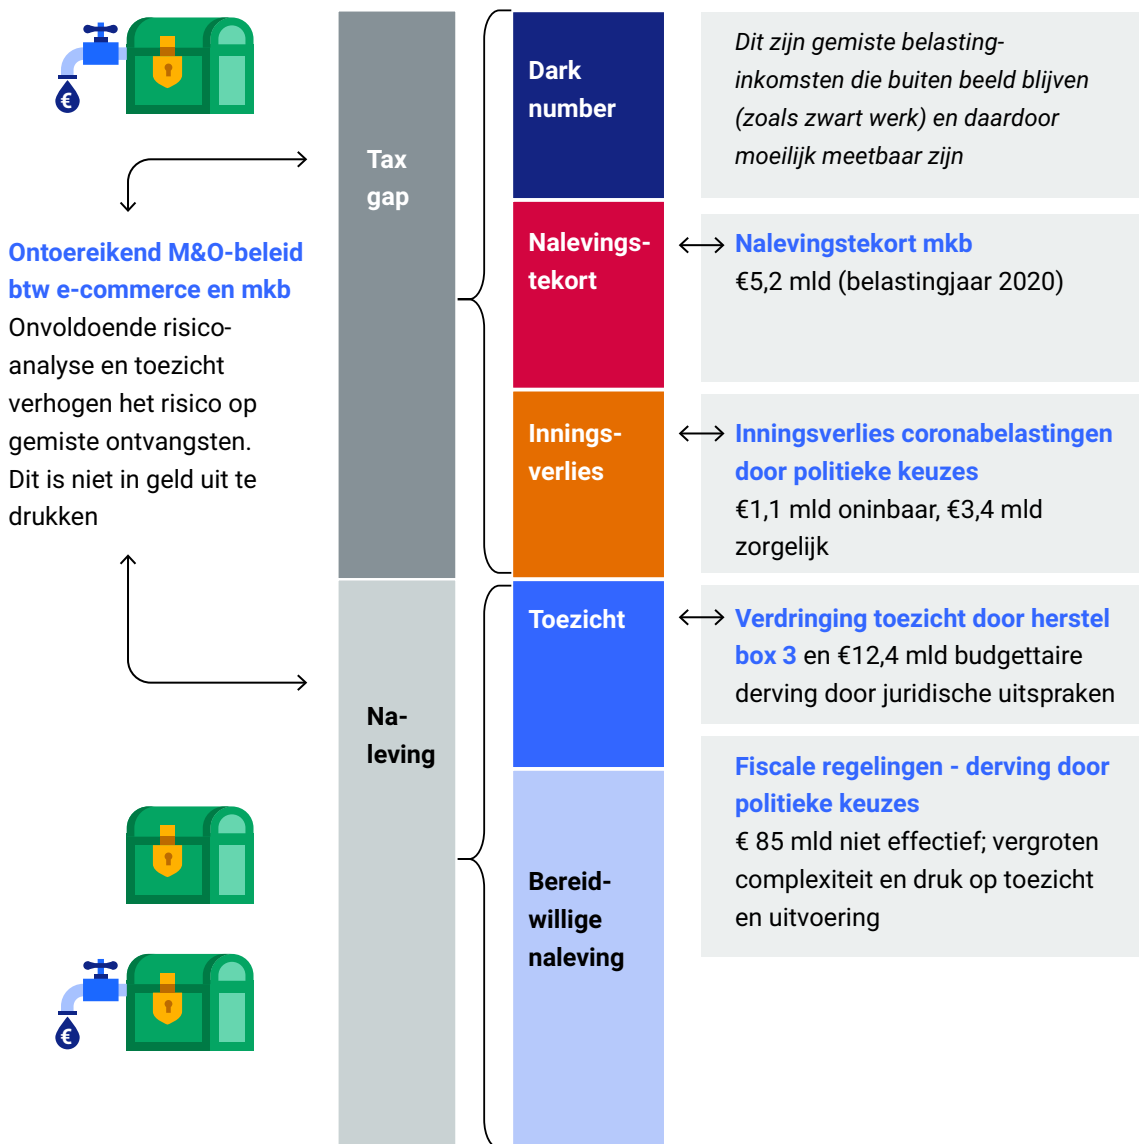 €
Ontoereikend M&O-beleid
btw e-commerce en mkb
Onvoldoende risico-
analyse en toezicht
verhogen het risico op
gemiste ontvangsten.
Dit is niet in geld uit te
drukken
€
Tax
gap
Na-
leving
Dark
number
Dit zijn gemiste belasting-
inkomsten die buiten beeld blijven
(zoals zwart werk) en daardoor
moeilijk meetbaar zijn
Nalevings-
tekort
Nalevingstekort mkb
€5,2 mld (belastingjaar 2020)
Innings-
verlies
Inningsverlies coronabelastingen
door politieke keuzes
€1,1 mld oninbaar, €3,4 mld
zorgelijk
Toezicht
Verdringing toezicht door herstel
box 3 en €12,4 mld budgettaire
derving door juridische uitspraken
Bereid-
willige
naleving
Fiscale regelingen - derving door
politieke keuzes
€ 85 mld niet effectief; vergroten
complexiteit en druk op toezicht
en uitvoering